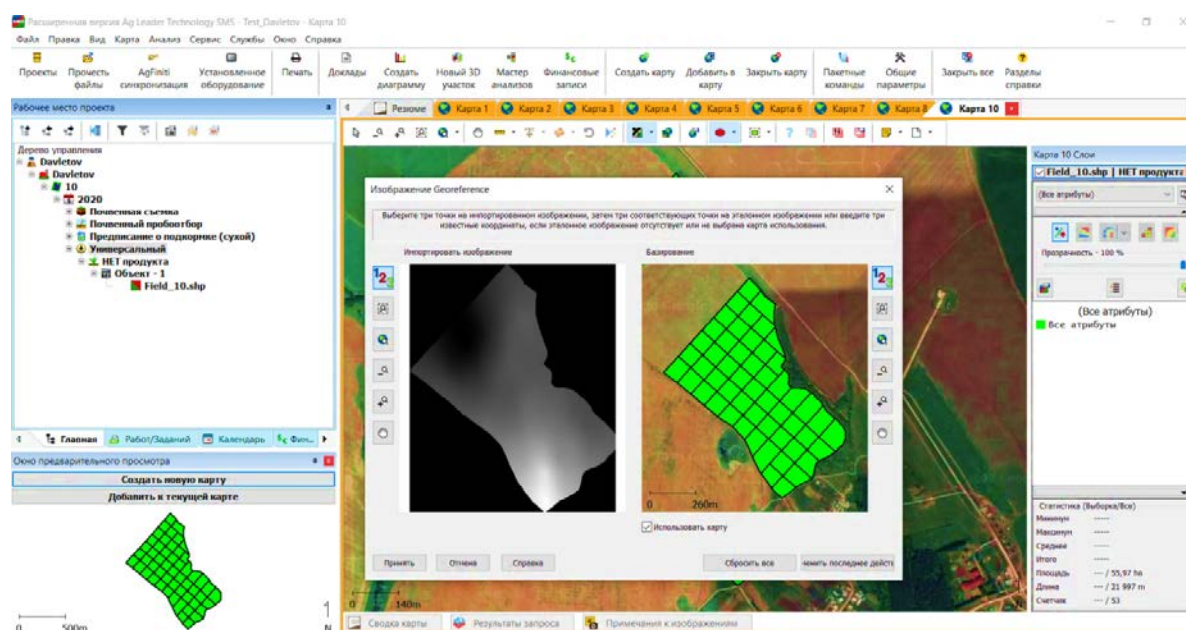 Расширенная версия Ag Leader Technology SMS - Test_Davletov - Карта 10
Файл Правка Вид Карта Анализ Сервис Службы Окно Справка
Проекты Прочесть файлы AgFiniti синхронизация Установленное оборудование Печать Доклады Создать диаграмму Новый 3D участок Мастер анализов Финансовые записи Создать карту Добавить в карту Закрыть карту Пакетные команды Общие параметры Закрыть все Разделы справки
Рабочее место проекта
Резюме Карта 1 Карта 2 Карта 3 Карта 4 Карта 5 Карта 6 Карта 7 Карта 8 Карта 10
Дерево управления
Davletov
Davletov
10
2020
Почвенная съемка
Почвенный пробоотбор
Предписание о подкормке (сухой)
Универсальный
НЕТ продукта
Объект - 1
Field_10.shp
Главная Работ/Заданий Календарь Фин...
Окно предварительного просмотра
Создать новую карту
Добавить к текущей карте
0 500m
N
Изображение Georeference
Выберите три точки на импортированном изображении, затем три соответствующих точки на эталонном изображении или введите три
известные координаты, если эталонное изображение отсутствует или не выбрана карта использования.
Импортировать изображение Базирование
123 123
0 260m
Использовать карту
Принять Отмена Справка Сбросить все менить последнее действ
0 140m
Сводка карты Результаты запроса Примечания к изображениям
Карта 10 Слои
Field_10.shp | НЕТ продукта
(Все атрибуты)
Прозрачность - 100 %
(Все атрибуты)
Все атрибуты
Статистика (Выборка/Все)
Минимум -----
Максимум -----
Среднее -----
Итого -----
Площадь --- / 55,97 ha
Длина --- / 21 997 m
Счетчик --- / 53